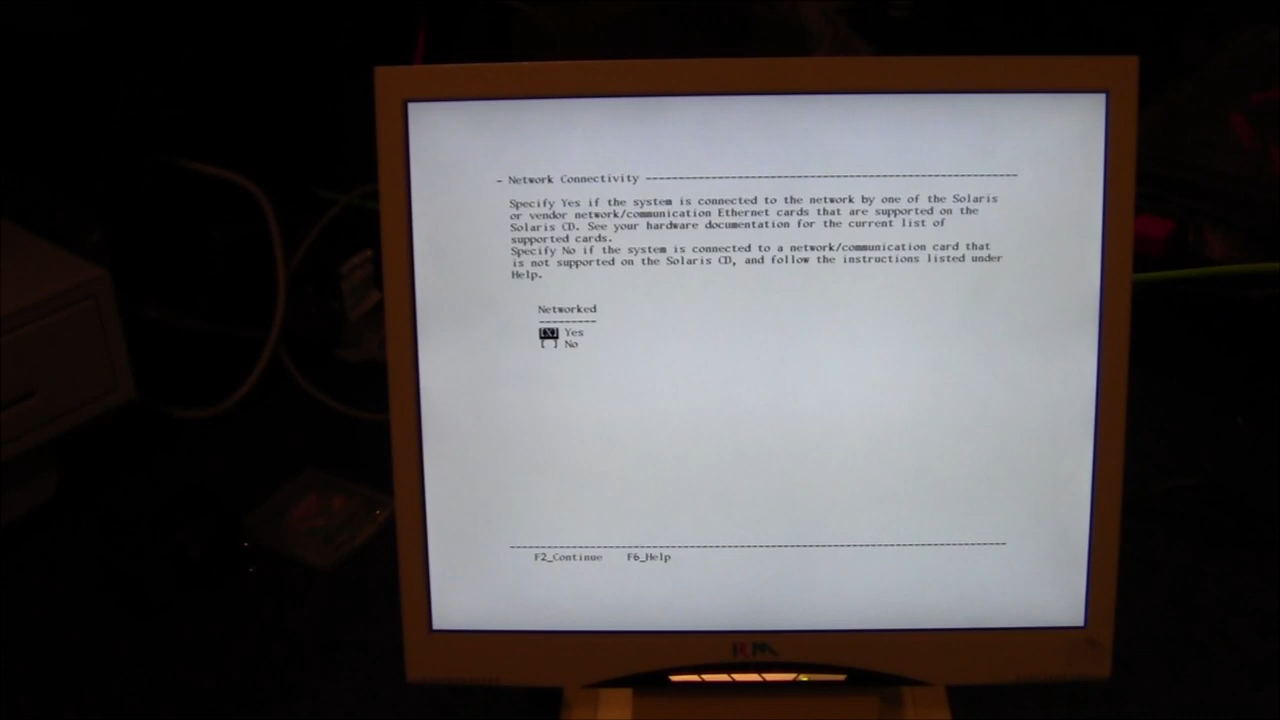 - Network Connectivity -----------------------------------------------------------
Specify Yes if the system is connected to the network by one of the Solaris
or vendor network/communication Ethernet cards that are supported on the
Solaris CD. See your hardware documentation for the current list of
supported cards.
Specify No if the system is connected to a network/communication card that
is not supported on the Solaris CD, and follow the instructions listed under
Help.
Networked
---------
[X] Yes
[ ] No
--------------------------------------------------------------------------------
F2_Continue F6_Help
RM